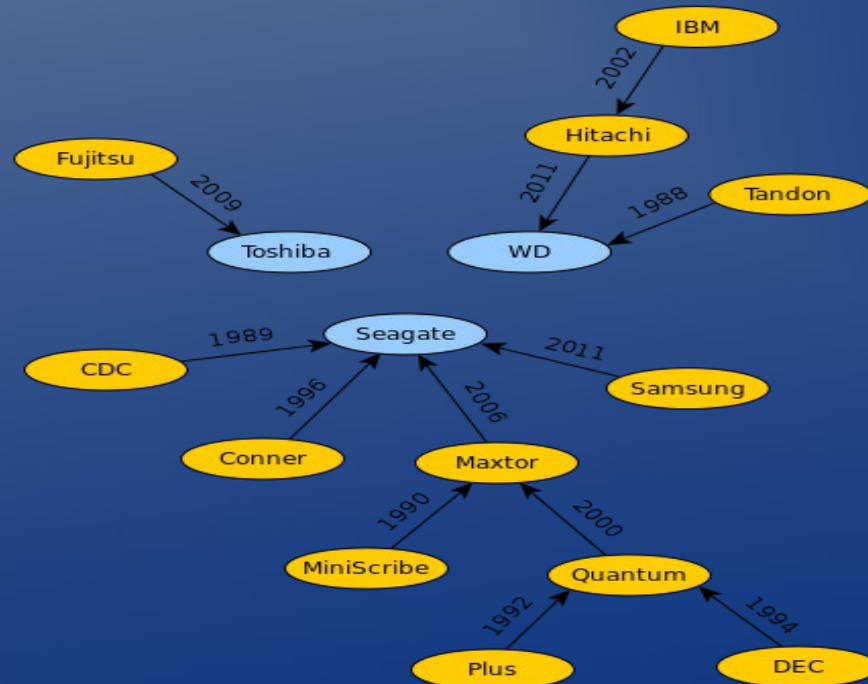 IBM
2002
Hitachi
Fujitsu
2009
2011
1988
Tandon
Toshiba
WD
Seagate
1989
2011
CDC
Samsung
1996
2006
Conner
Maxtor
1990
2000
MiniScribe
Quantum
1992
1994
Plus
DEC